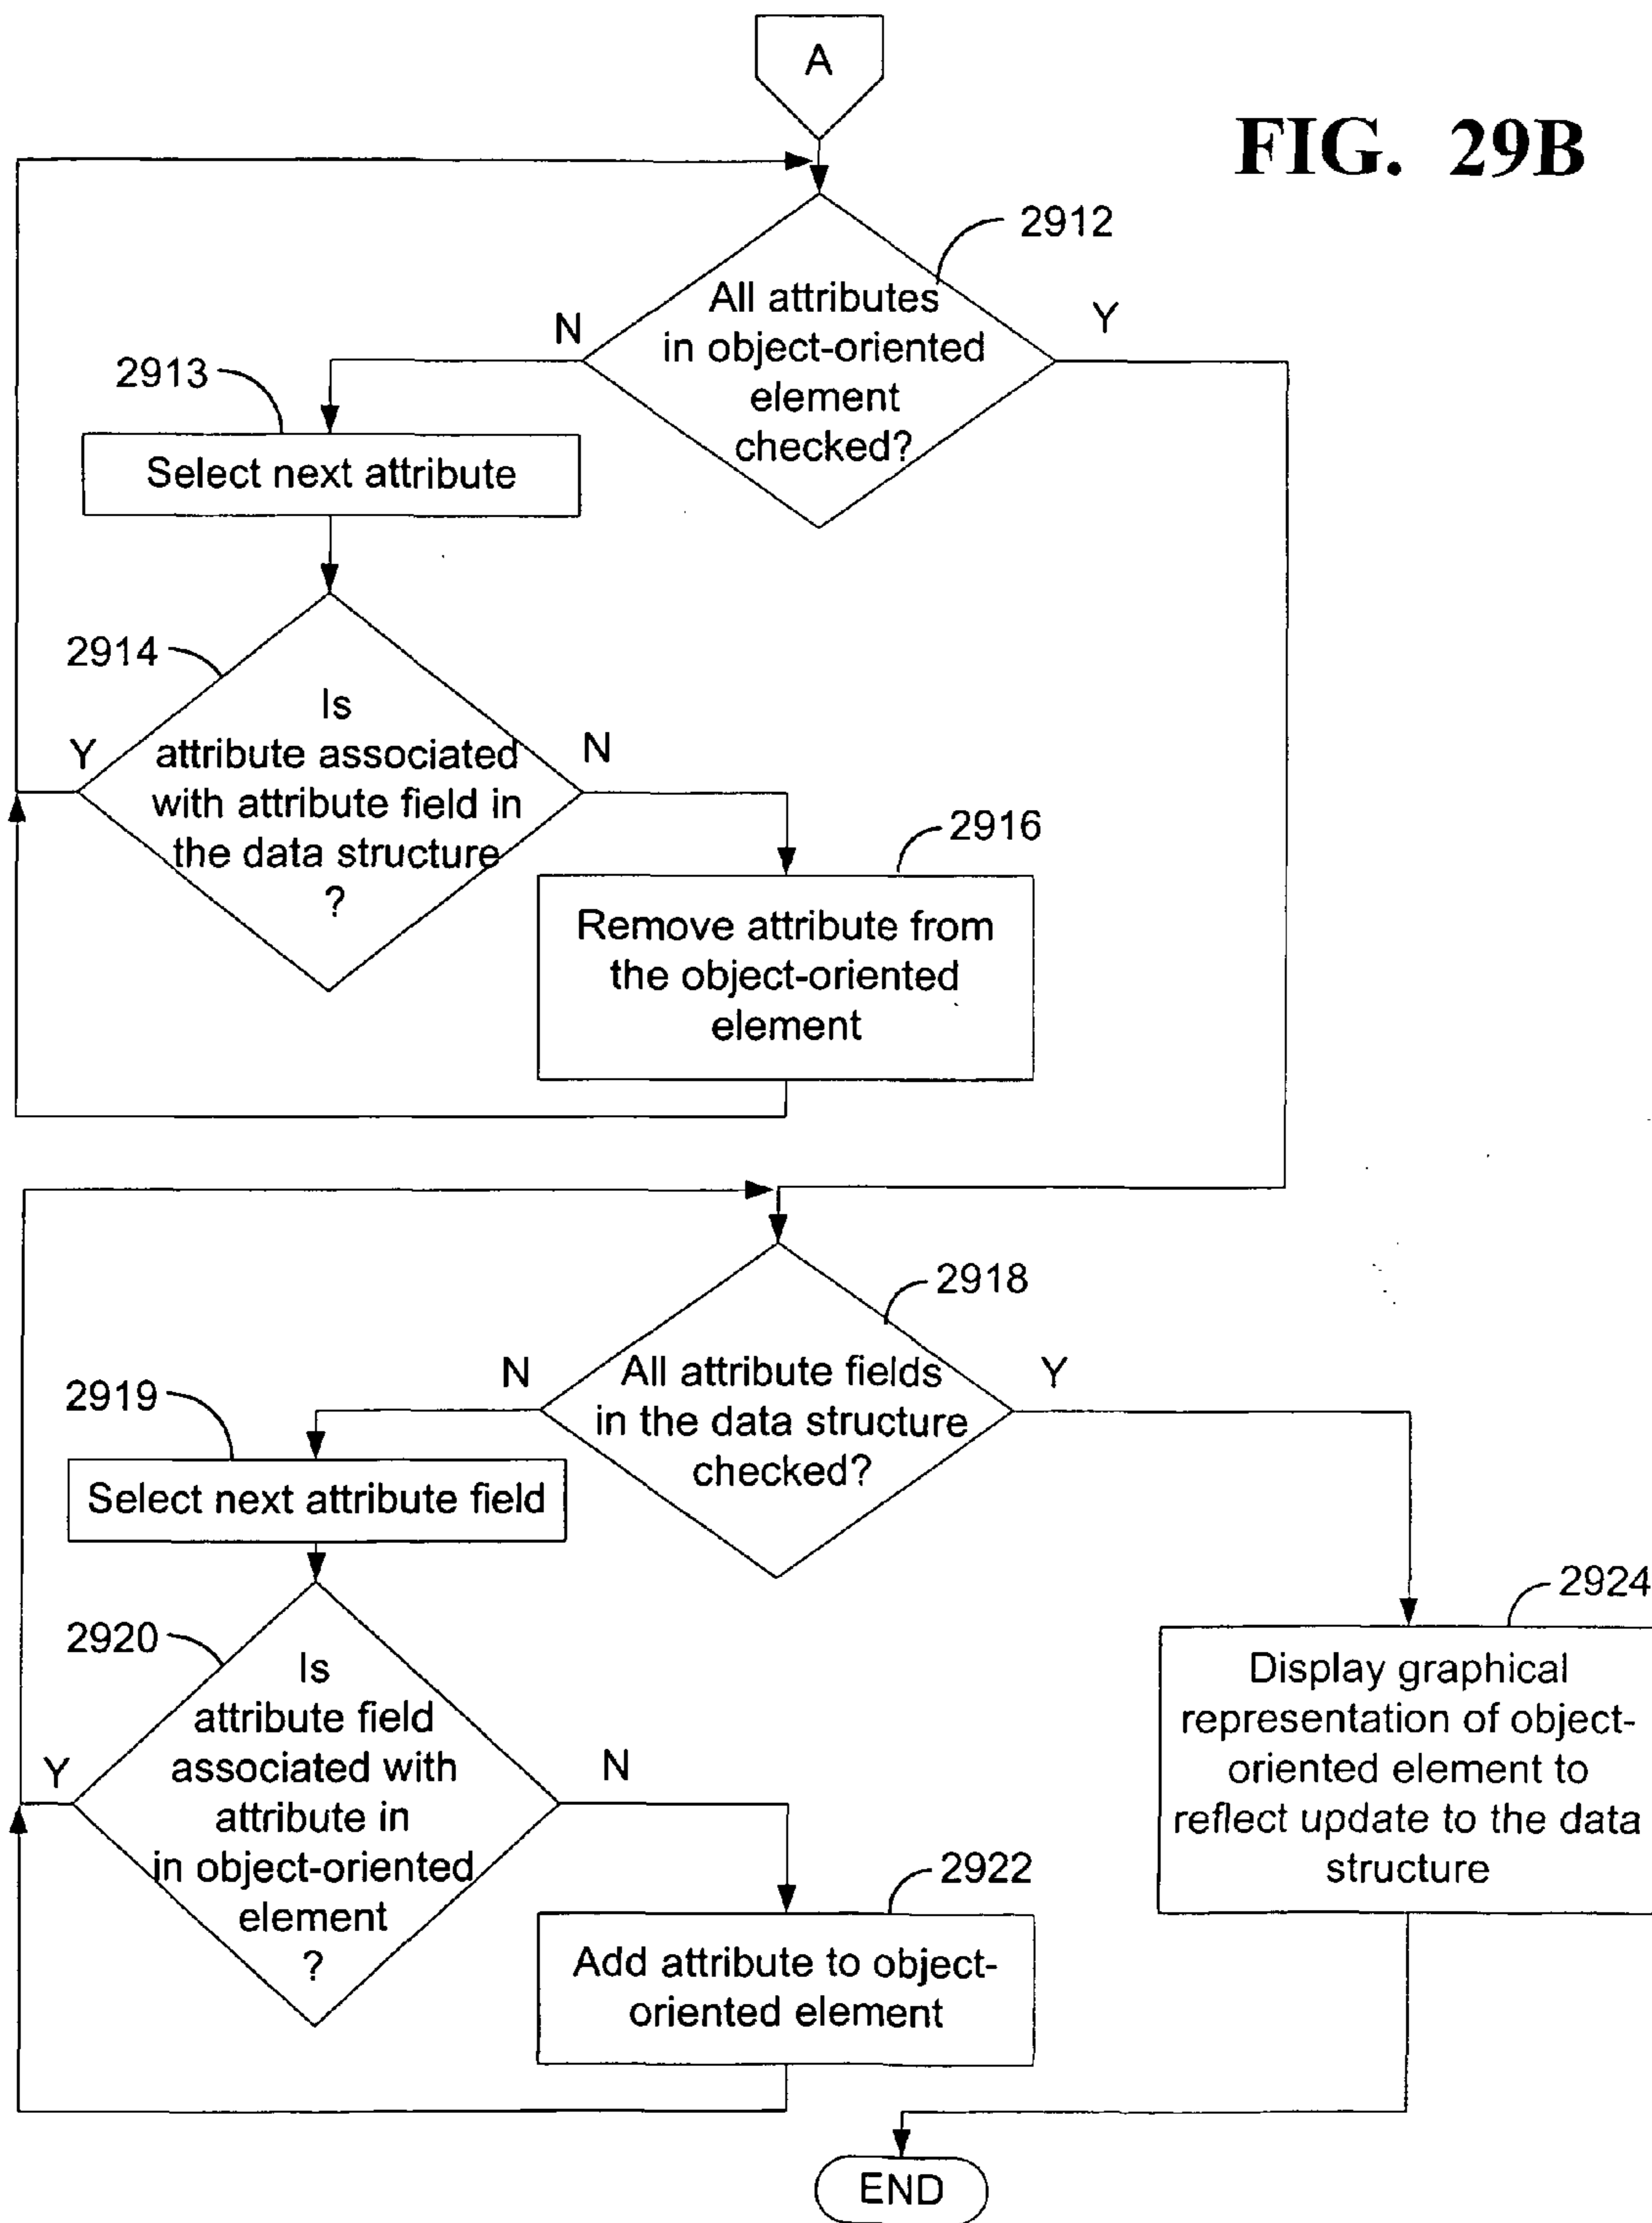 A
FIG. 29B
2912
All attributes
in object-oriented
element
checked?
N
Y
2913
Select next attribute
2914
Is
attribute associated
with attribute field in
the data structure
?
Y
N
2916
Remove attribute from
the object-oriented
element
2918
All attribute fields
in the data structure
checked?
N
Y
2919
Select next attribute field
2920
Is
attribute field
associated with
attribute in
in object-oriented
element
?
Y
N
2922
Add attribute to object-
oriented element
2924
Display graphical
representation of object-
oriented element to
reflect update to the data
structure
END